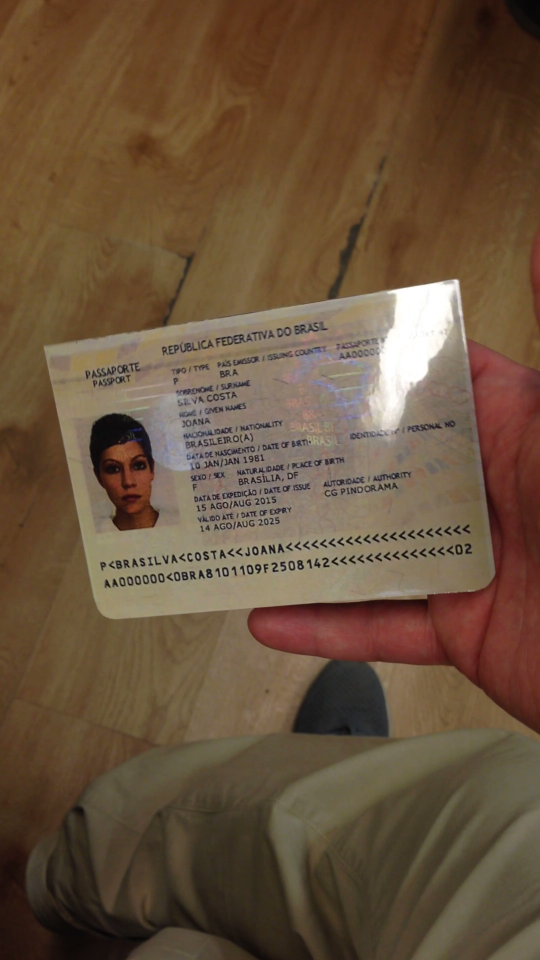 REPÚBLICA FEDERATIVA DO BRASIL
PASSAPORTE
PASSPORT
TIPO / TYPE PAÍS EMISSOR / ISSUING COUNTRY PASSAPORTE
P BRA AA00000
SOBRENOME / SURNAME
SILVA COSTA
NOME / GIVEN NAMES
JOANA
NACIONALIDADE / NATIONALITY
BRASILEIRO(A)
BRASIL
BRASIL
DATA DE NASCIMENTO / DATE OF BIRTH IDENTIDADE Nº / PERSONAL NO
10 JAN/JAN 1981
SEXO / SEX NATURALIDADE / PLACE OF BIRTH
F BRASÍLIA, DF
DATA DE EXPEDIÇÃO / DATE OF ISSUE AUTORIDADE / AUTHORITY
15 AGO/AUG 2015 CG PINDORAMA
VÁLIDO ATÉ / DATE OF EXPIRY
14 AGO/AUG 2025
P<BRASILVA<COSTA<<JOANA<<<<<<<<<<<<<<<<<<<<<
AA000000<0BRA8101109F2508142<<<<<<<<<<<<<<02